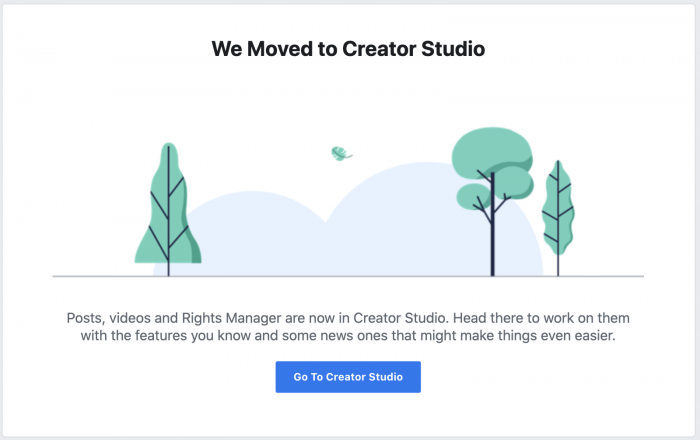 We Moved to Creator Studio
Posts, videos and Rights Manager are now in Creator Studio. Head there to work on them
with the features you know and some news ones that might make things even easier.
Go To Creator Studio